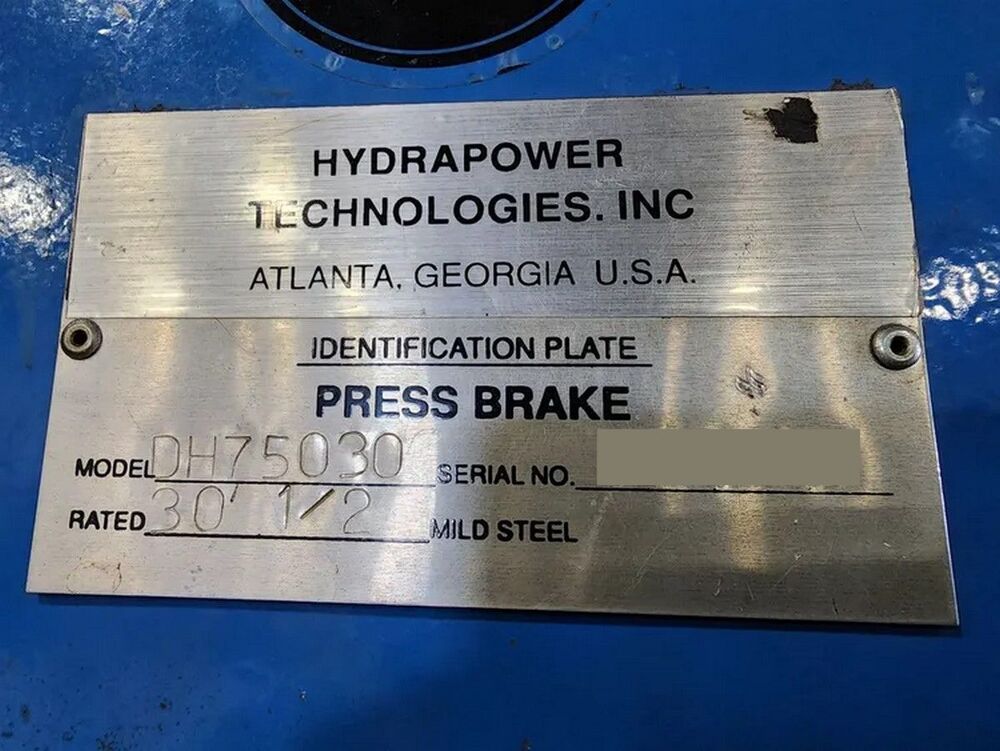 HYDRAPOWER
TECHNOLOGIES. INC
ATLANTA, GEORGIA U.S.A.
IDENTIFICATION PLATE
PRESS BRAKE
MODEL DH75030 SERIAL NO.
RATED 30' 1/2 MILD STEEL